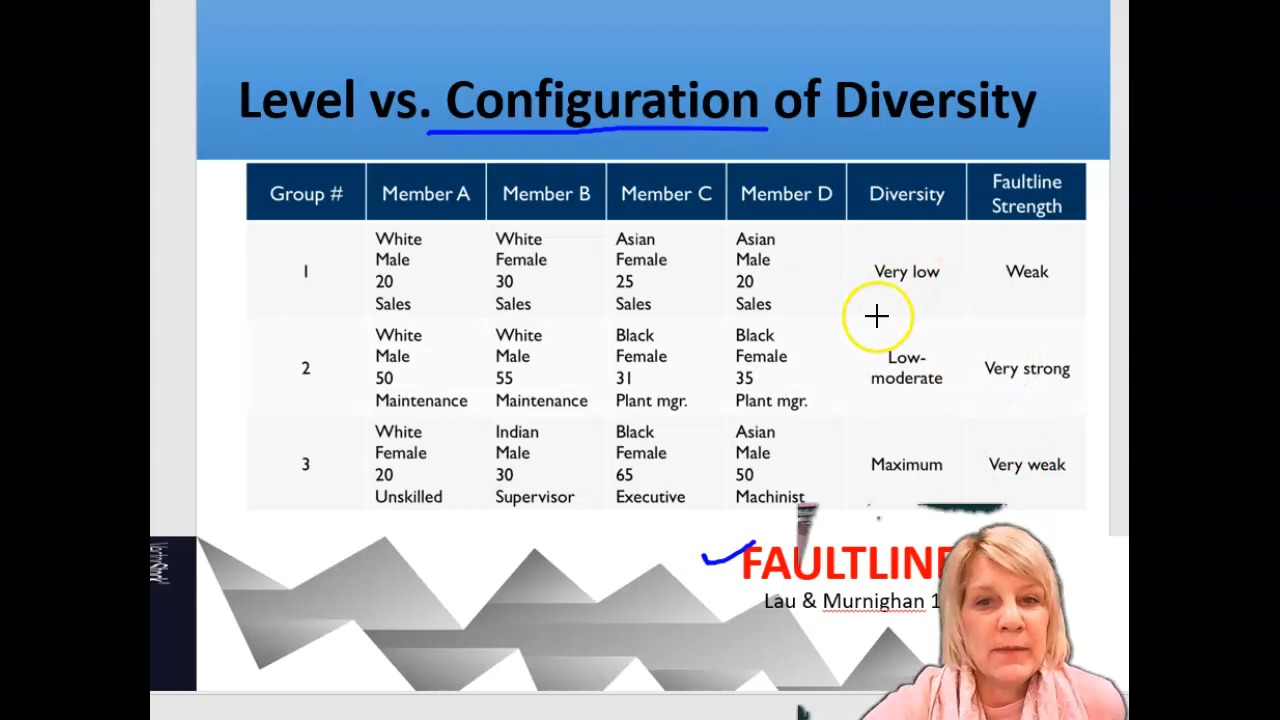 Level vs. Configuration of Diversity
Group # Member A Member B Member C Member D Diversity Faultline Strength
1
White
Male
20
Sales
White
Female
30
Sales
Asian
Female
25
Sales
Asian
Male
20
Sales
Very low
Weak
2
White
Male
50
Maintenance
White
Male
55
Maintenance
Black
Female
31
Plant mgr.
Black
Female
35
Plant mgr.
Low-
moderate
Very strong
3
White
Female
20
Unskilled
Indian
Male
30
Supervisor
Black
Female
65
Executive
Asian
Male
50
Machinist
Maximum
Very weak
FAULTLINE
Lau & Murnighan 1